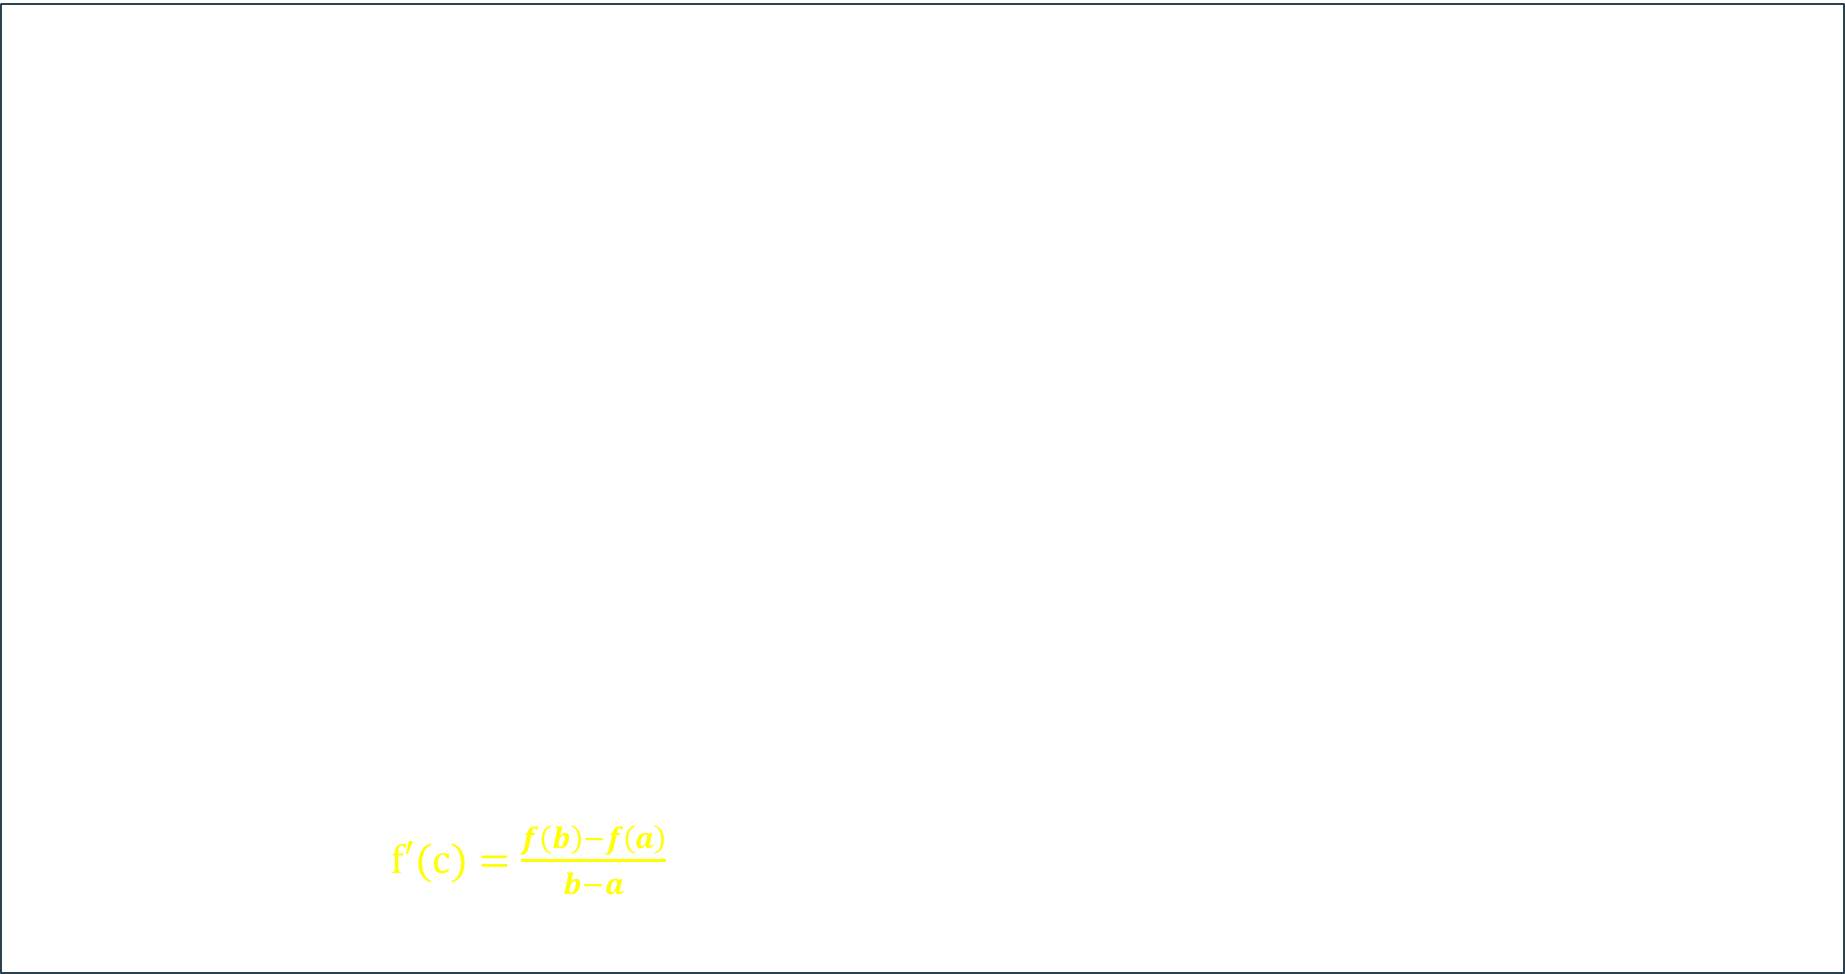 f′(c) = f(b)−f(a) / b−a